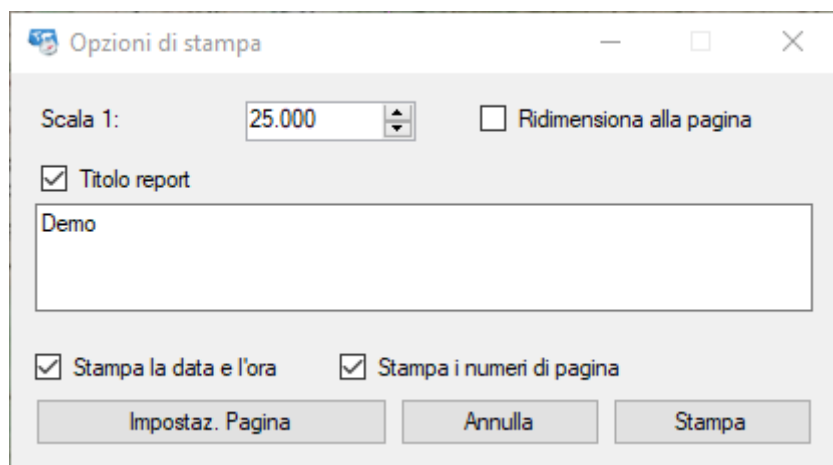 Opzioni di stampa
Scala 1: 25.000 Ridimensiona alla pagina
Titolo report
Demo
Stampa la data e l'ora Stampa i numeri di pagina
Impostaz. Pagina Annulla Stampa